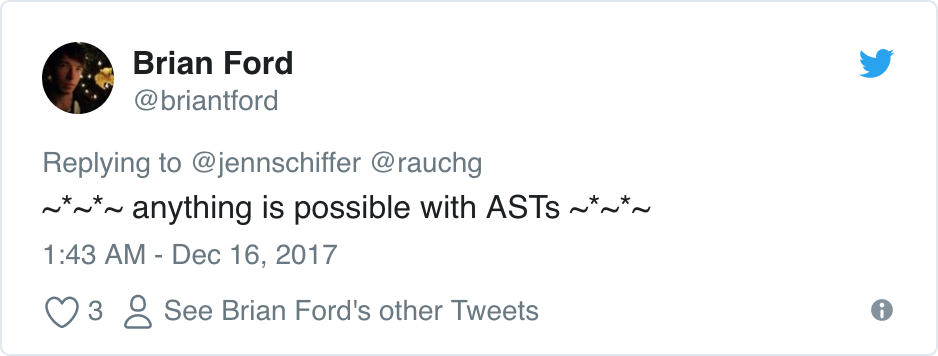 Brian Ford
@briantford
Replying to @jennschiffer @rauchg
~*~*~ anything is possible with ASTs ~*~*~
1:43 AM - Dec 16, 2017
3 See Brian Ford's other Tweets